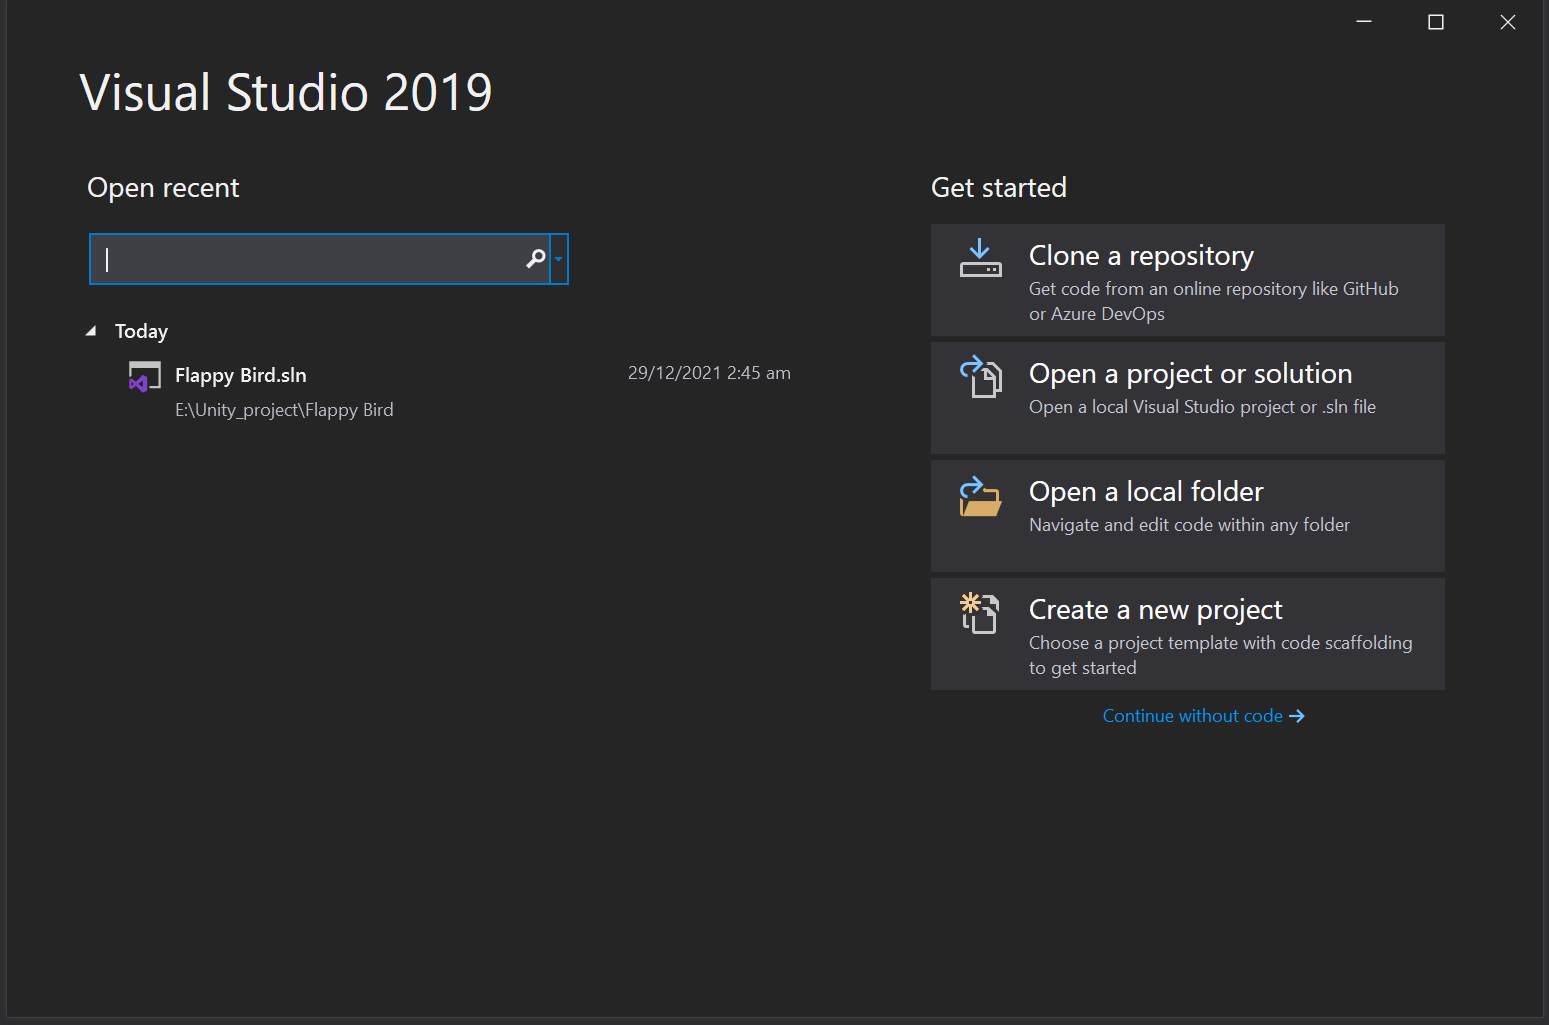 Visual Studio 2019
Open recent
Today
Flappy Bird.sln
29/12/2021 2:45 am
E:\Unity_project\Flappy Bird
Get started
Clone a repository
Get code from an online repository like GitHub
or Azure DevOps
Open a project or solution
Open a local Visual Studio project or .sln file
Open a local folder
Navigate and edit code within any folder
Create a new project
Choose a project template with code scaffolding
to get started
Continue without code